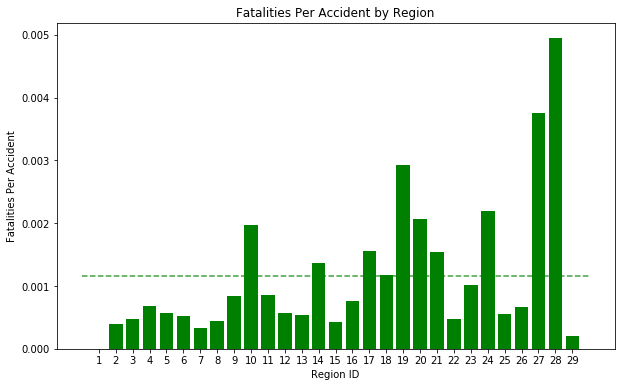 Fatalities Per Accident by Region
Fatalities Per Accident
0.005
0.004
0.003
0.002
0.001
0.000
1 2 3 4 5 6 7 8 9 10 11 12 13 14 15 16 17 18 19 20 21 22 23 24 25 26 27 28 29
Region ID